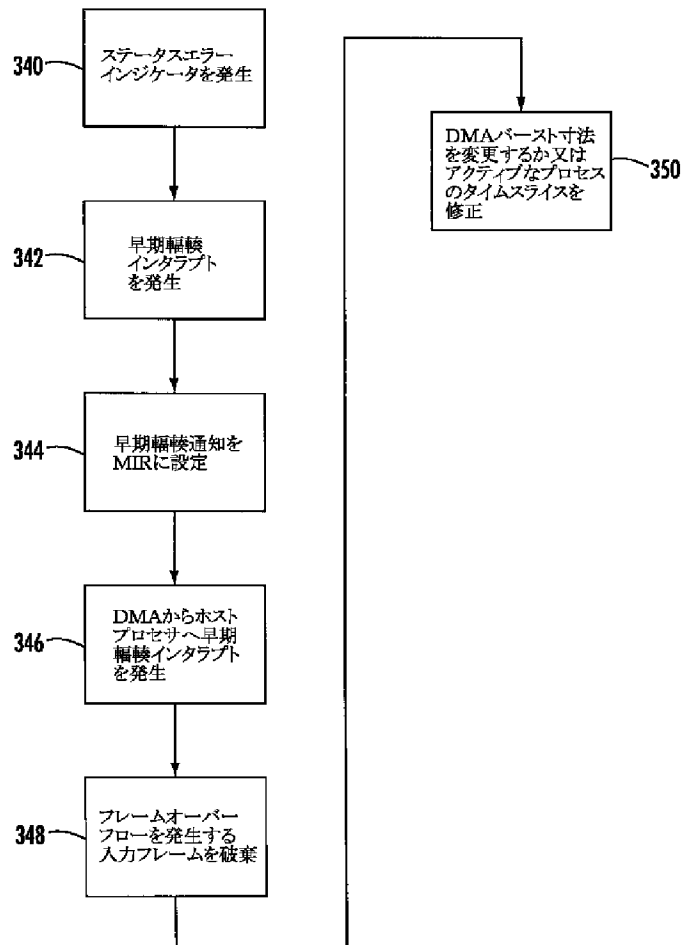 340
ステータスエラー
インジケータを発生
342
早期輻輳
インタラプト
を発生
344
早期輻輳通知を
MIRに設定
346
DMAからホスト
プロセサへ早期
輻輳インタラプト
を発生
348
フレームオーバー
フローを発生する
入力フレームを破棄
DMAバースト寸法
を変更するか又は
アクティブなプロセス
のタイムスライスを
修正
350